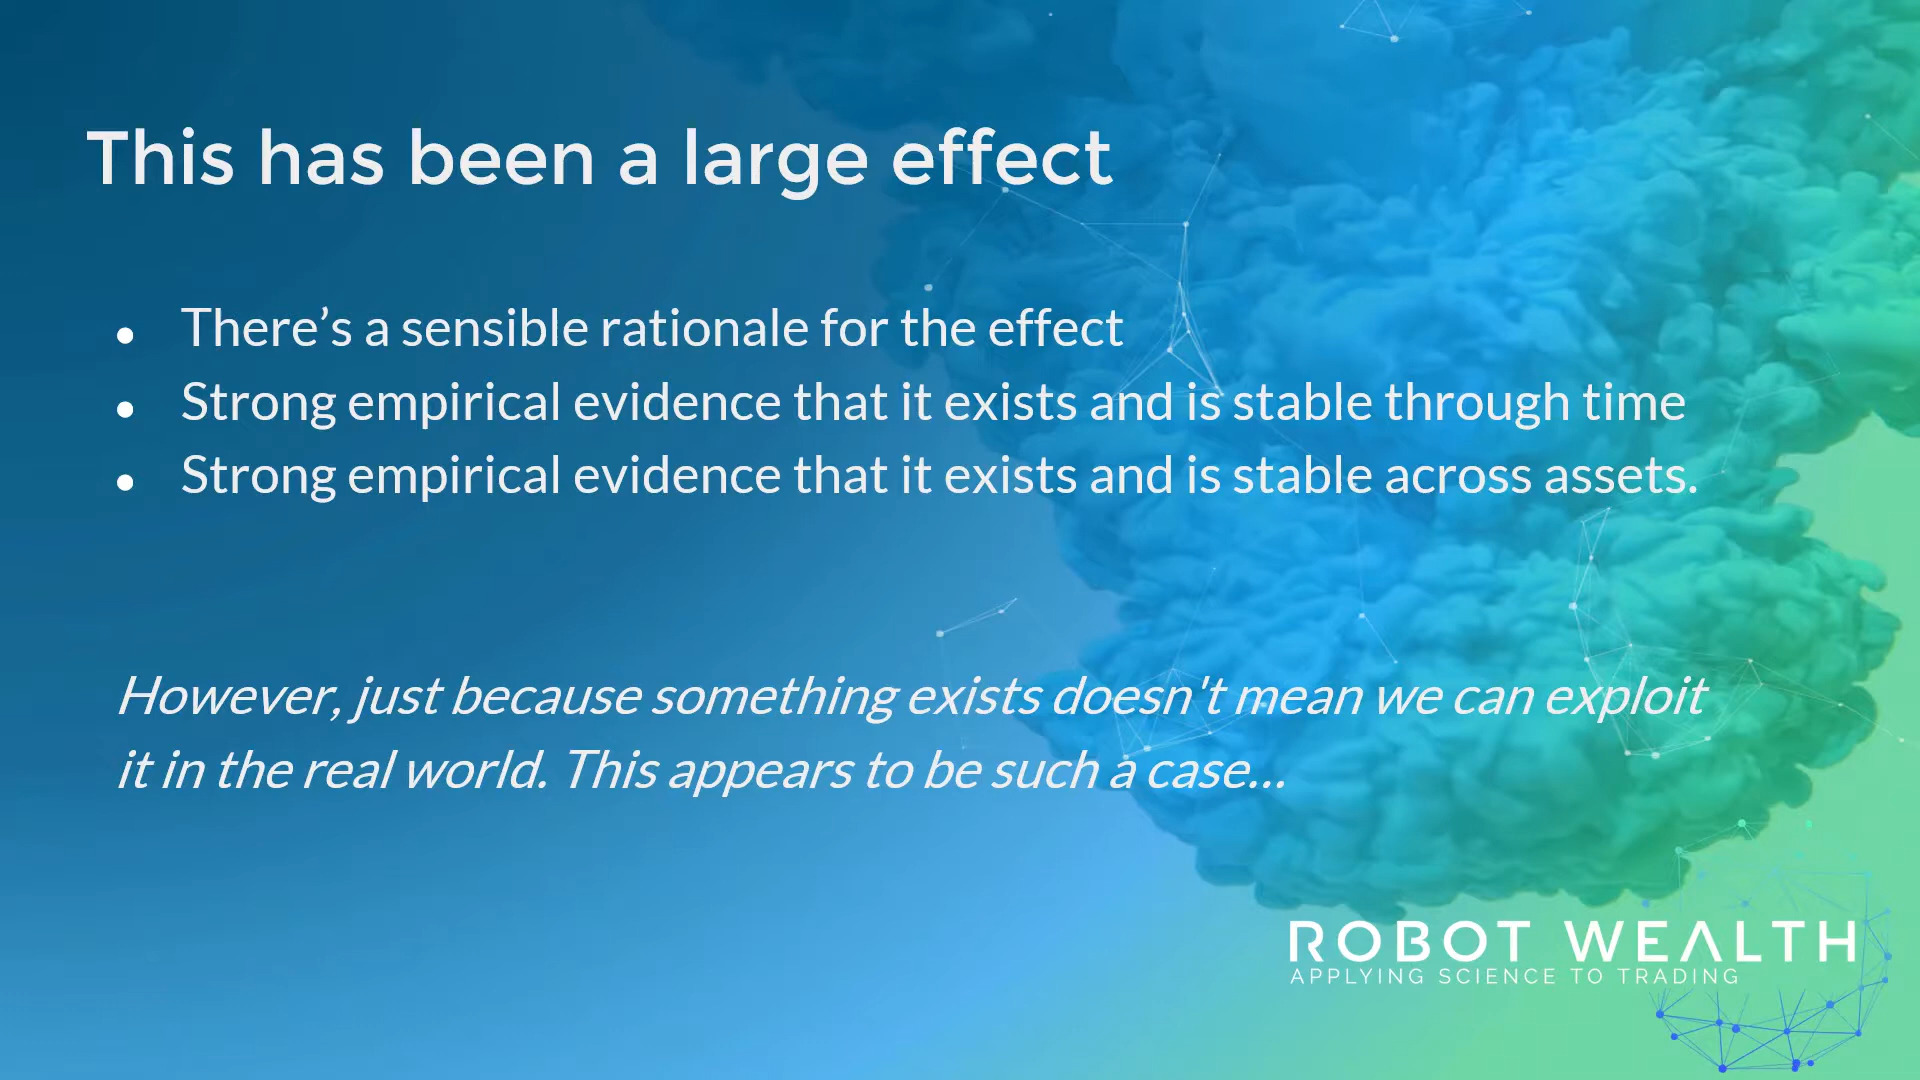 This has been a large effect
● There’s a sensible rationale for the effect
● Strong empirical evidence that it exists and is stable through time
● Strong empirical evidence that it exists and is stable across assets.
However, just because something exists doesn't mean we can exploit
it in the real world. This appears to be such a case...
ROBOT WEALTH
APPLYING SCIENCE TO TRADING